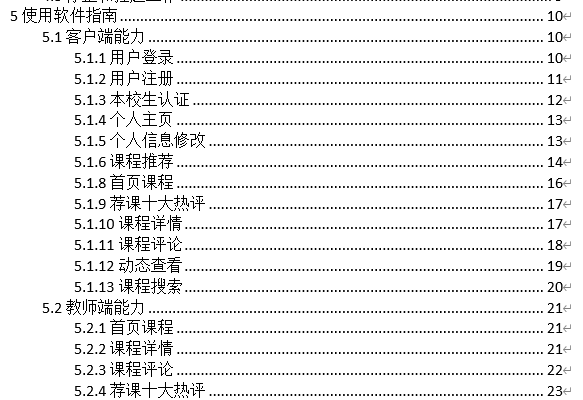 5 使用软件指南 10
5.1 客户端能力 10
5.1.1 用户登录 10
5.1.2 用户注册 11
5.1.3 本校生认证 12
5.1.4 个人主页 13
5.1.5 个人信息修改 13
5.1.6 课程推荐 14
5.1.8 首页课程 16
5.1.9 荐课十大热评 17
5.1.10 课程详情 17
5.1.11 课程评论 18
5.1.12 动态查看 19
5.1.13 课程搜索 20
5.2 教师端能力 21
5.2.1 首页课程 21
5.2.2 课程详情 21
5.2.3 课程评论 22
5.2.4 荐课十大热评 23